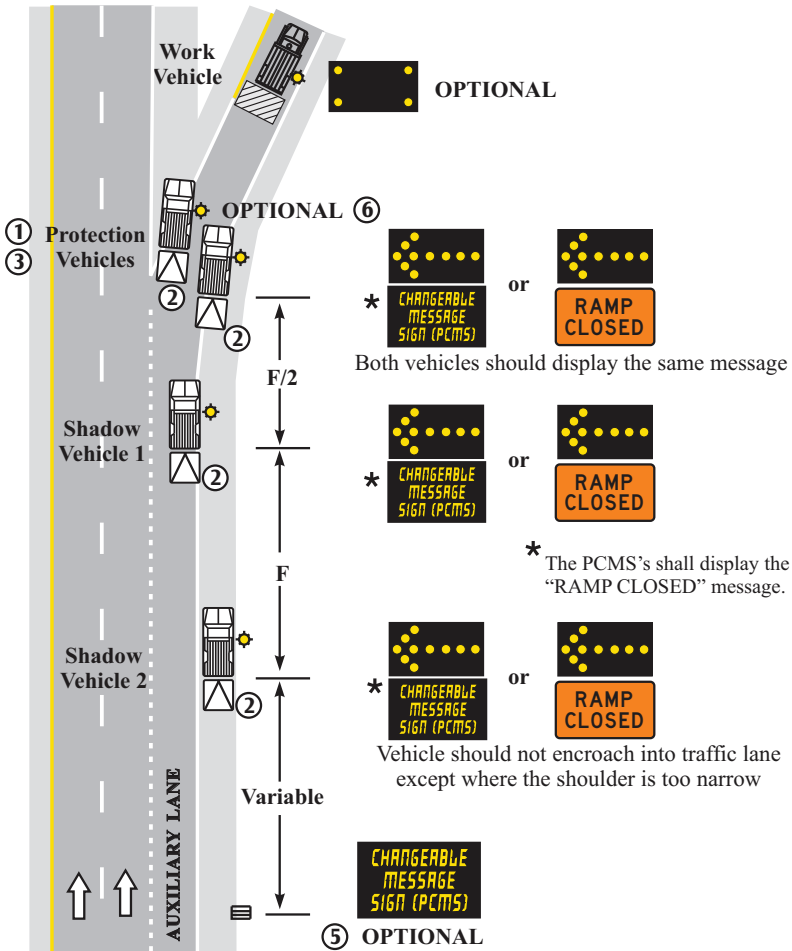 Work
Vehicle
OPTIONAL
OPTIONAL ⑥
① Protection
③ Vehicles
②
②
*
CHANGEABLE
MESSAGE
SIGN (PCMS)
or
RAMP
CLOSED
Both vehicles should display the same message
F/2
Shadow
Vehicle 1
②
*
CHANGEABLE
MESSAGE
SIGN (PCMS)
or
RAMP
CLOSED
* The PCMS's shall display the
“RAMP CLOSED” message.
F
Shadow
Vehicle 2
②
*
CHANGEABLE
MESSAGE
SIGN (PCMS)
or
RAMP
CLOSED
Vehicle should not encroach into traffic lane
except where the shoulder is too narrow
Variable
AUXILIARY LANE
CHANGEABLE
MESSAGE
SIGN (PCMS)
⑤ OPTIONAL